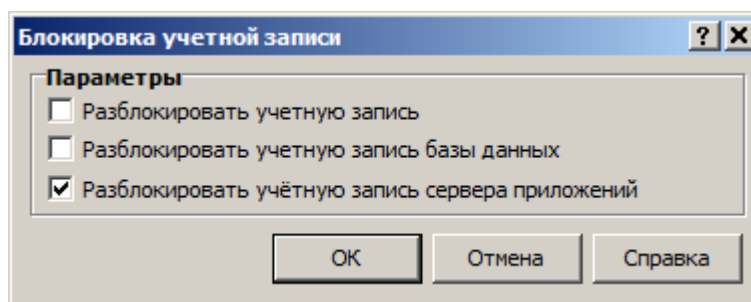 Блокировка учетной записи
Параметры
Разблокировать учетную запись
Разблокировать учетную запись базы данных
Разблокировать учётную запись сервера приложений
ОК Отмена Справка